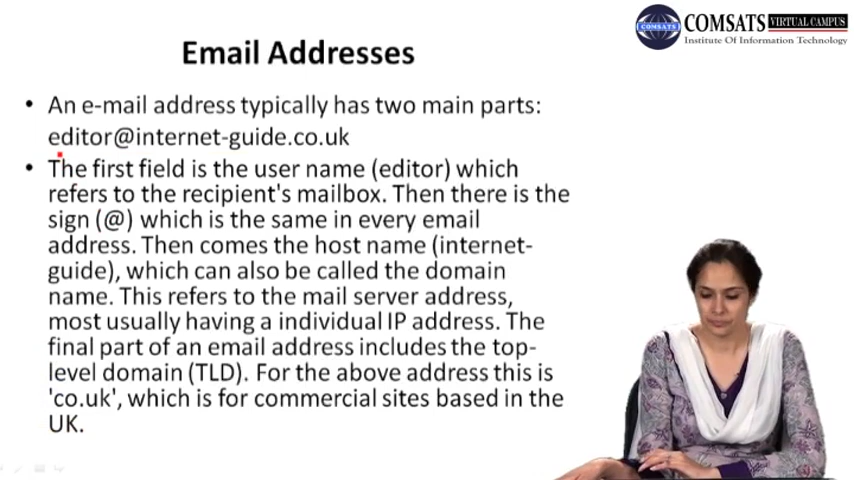 COMSATS VIRTUAL CAMPUS
COMSATS
Institute Of Information Technology
Email Addresses
• An e-mail address typically has two main parts:
editor@internet-guide.co.uk
• The first field is the user name (editor) which
refers to the recipient's mailbox. Then there is the
sign (@) which is the same in every email
address. Then comes the host name (internet-
guide), which can also be called the domain
name. This refers to the mail server address,
most usually having a individual IP address. The
final part of an email address includes the top-
level domain (TLD). For the above address this is
'co.uk', which is for commercial sites based in the
UK.